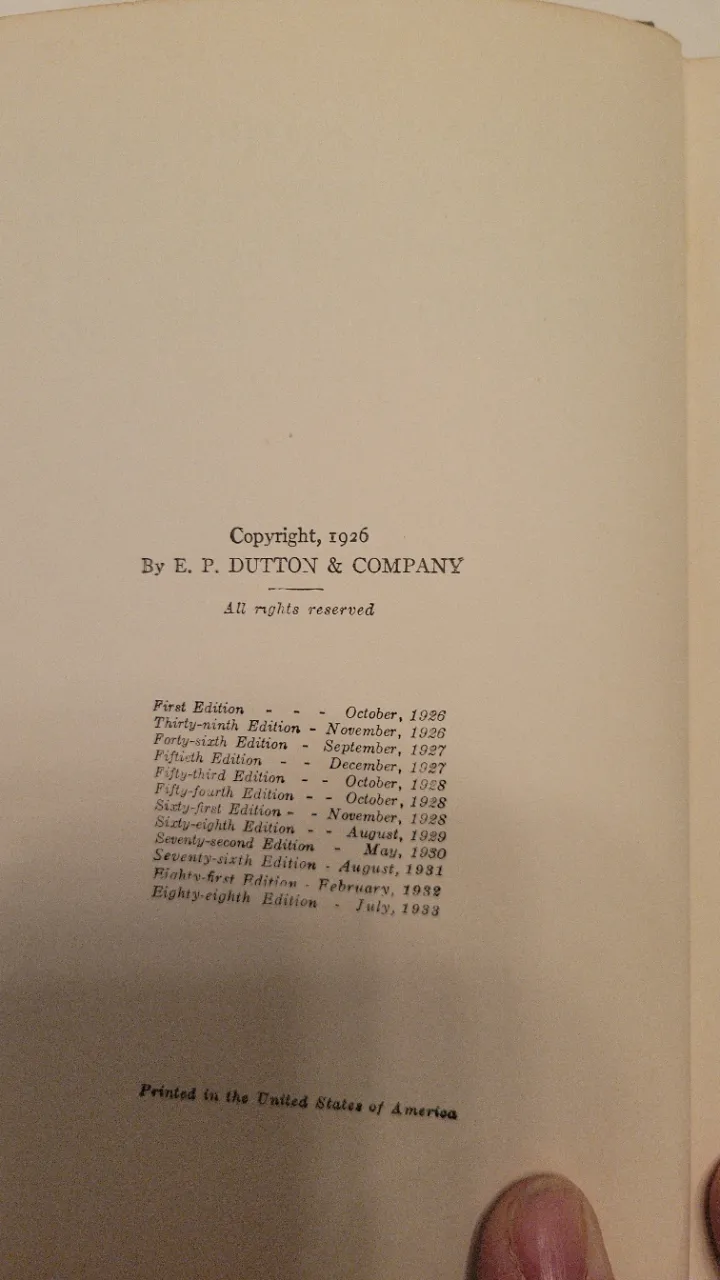 Copyright, 1926
By E. P. DUTTON & COMPANY
All rights reserved
First Edition - - - October, 1926
Thirty-ninth Edition - November, 1926
Forty-sixth Edition - September, 1927
Fiftieth Edition - - December, 1927
Fifty-third Edition - - October, 1928
Fifty-fourth Edition - - October, 1928
Sixty-first Edition - - November, 1928
Sixty-eighth Edition - - August, 1929
Seventy-second Edition - May, 1930
Seventy-sixth Edition - August, 1931
Eighty-first Edition - February, 1932
Eighty-eighth Edition - July, 1933
Printed in the United States of America